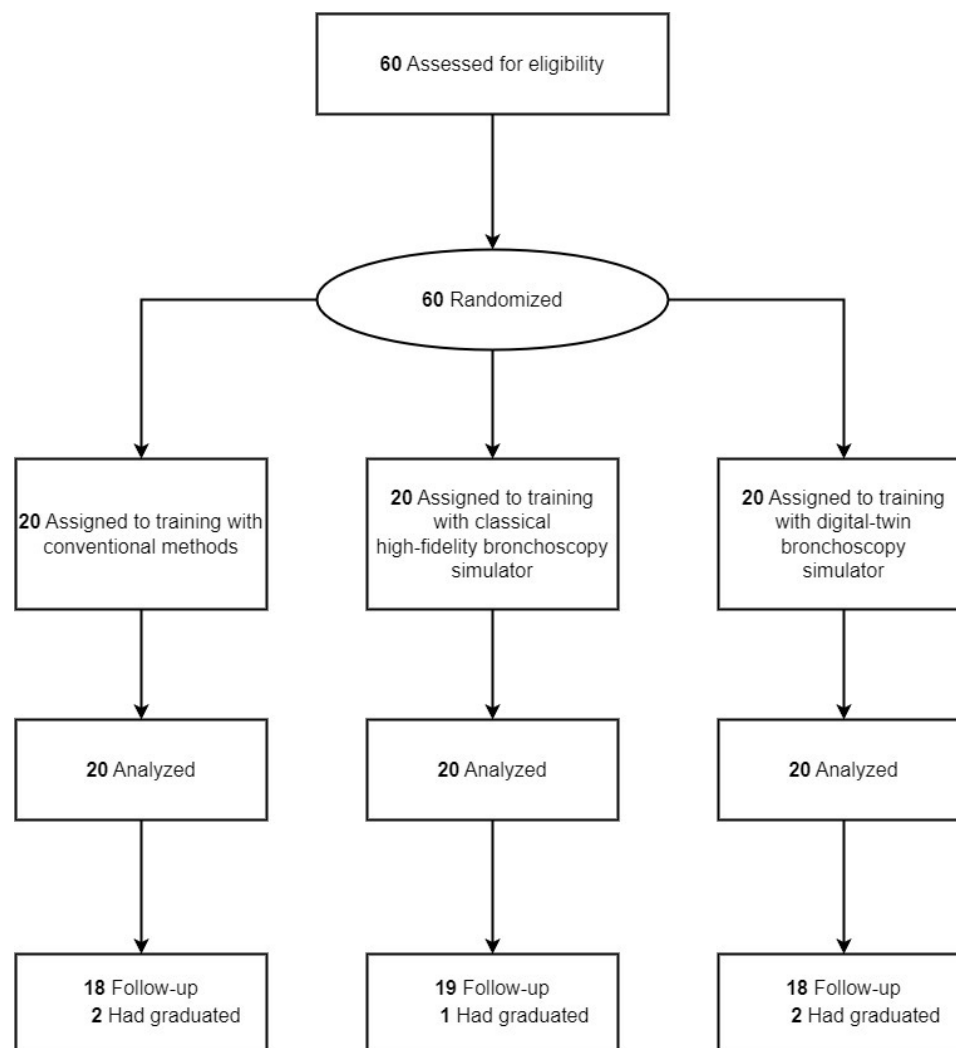 60 Assessed for eligibility
60 Randomized
20 Assigned to training with
conventional methods
20 Assigned to training
with classical
high-fidelity bronchoscopy
simulator
20 Assigned to training
with digital-twin
bronchoscopy
simulator
20 Analyzed
20 Analyzed
20 Analyzed
18 Follow-up
2 Had graduated
19 Follow-up
1 Had graduated
18 Follow-up
2 Had graduated